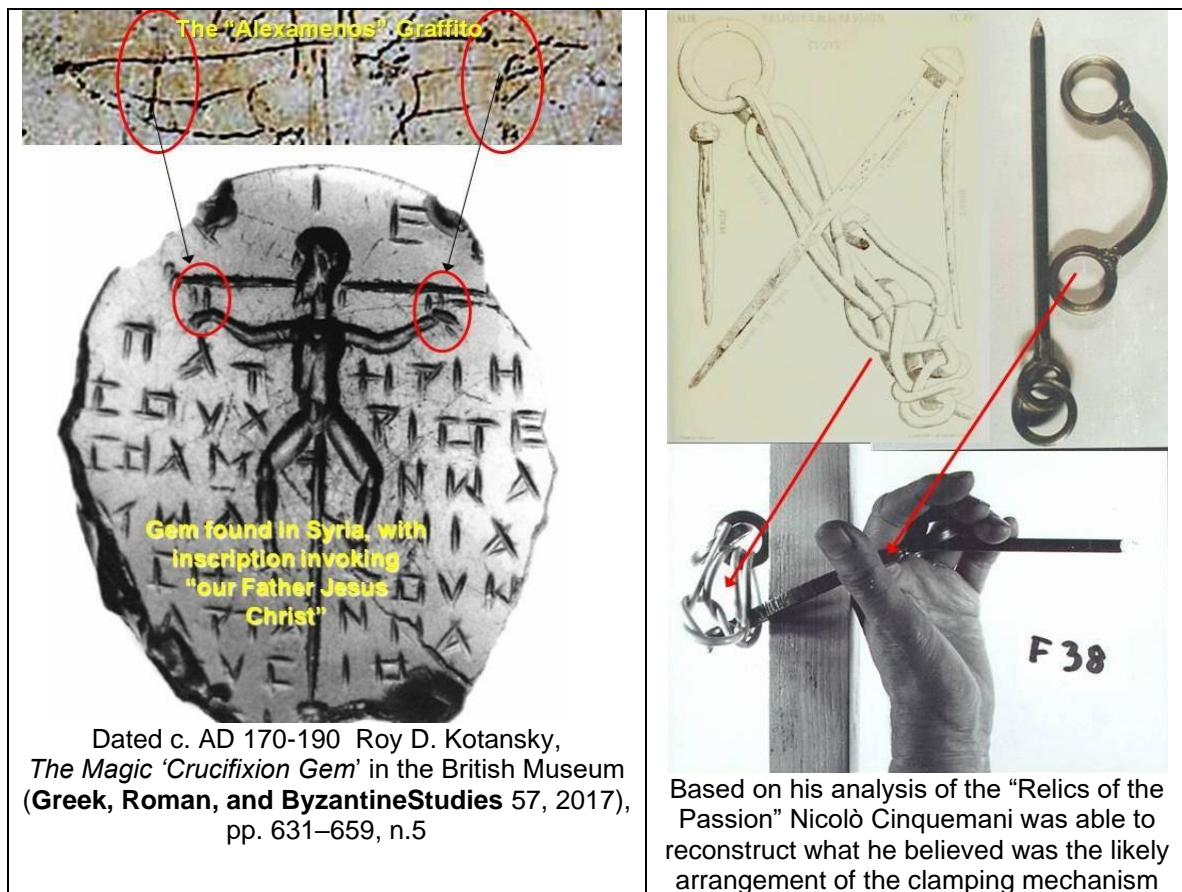 The "Alexamenos" Graffito
Ι Ε
Π Α Τ Η Ρ Ι Η
Gem found in Syria, with
inscription invoking
"our Father Jesus
Christ"
Dated c. AD 170-190 Roy D. Kotansky,
The Magic 'Crucifixion Gem' in the British Museum
(Greek, Roman, and ByzantineStudies 57, 2017),
pp. 631–659, n.5
CLOUS
F 38
Based on his analysis of the "Relics of the
Passion" Nicolò Cinquemani was able to
reconstruct what he believed was the likely
arrangement of the clamping mechanism